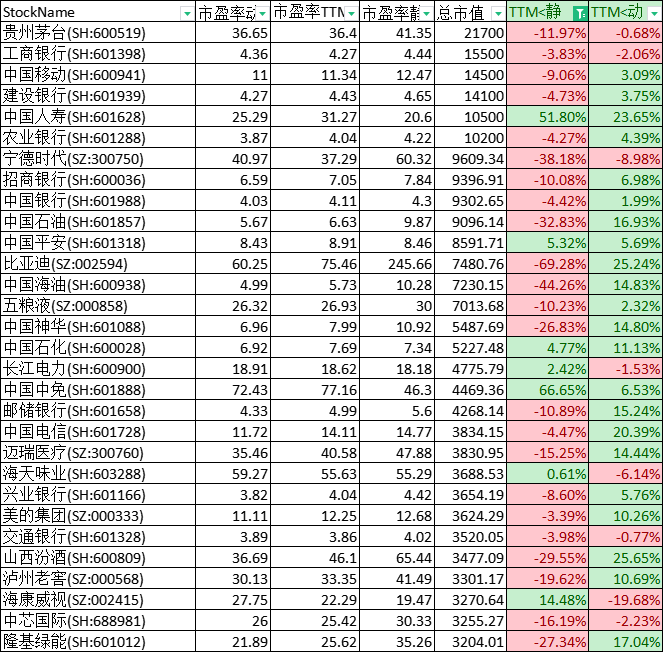 StockName 市盈率动 市盈率TTM 市盈率静 总市值 TTM<静 TTM<动
贵州茅台(SH:600519) 36.65 36.4 41.35 21700 -11.97% -0.68%
工商银行(SH:601398) 4.36 4.27 4.44 15500 -3.83% -2.06%
中国移动(SH:600941) 11 11.34 12.47 14500 -9.06% 3.09%
建设银行(SH:601939) 4.27 4.43 4.65 14100 -4.73% 3.75%
中国人寿(SH:601628) 25.29 31.27 20.6 10500 51.80% 23.65%
农业银行(SH:601288) 3.87 4.04 4.22 10200 -4.27% 4.39%
宁德时代(SZ:300750) 40.97 37.29 60.32 9609.34 -38.18% -8.98%
招商银行(SH:600036) 6.59 7.05 7.84 9396.91 -10.08% 6.98%
中国银行(SH:601988) 4.03 4.11 4.3 9302.65 -4.42% 1.99%
中国石油(SH:601857) 5.67 6.63 9.87 9096.14 -32.83% 16.93%
中国平安(SH:601318) 8.43 8.91 8.46 8591.71 5.32% 5.69%
比亚迪(SZ:002594) 60.25 75.46 245.66 7480.76 -69.28% 25.24%
中国海油(SH:600938) 4.99 5.73 10.28 7230.15 -44.26% 14.83%
五粮液(SZ:000858) 26.32 26.93 30 7013.68 -10.23% 2.32%
中国神华(SH:601088) 6.96 7.99 10.92 5487.69 -26.83% 14.80%
中国石化(SH:600028) 6.92 7.69 7.34 5227.48 4.77% 11.13%
长江电力(SH:600900) 18.91 18.62 18.18 4775.79 2.42% -1.53%
中国中免(SH:601888) 72.43 77.16 46.3 4469.36 66.65% 6.53%
邮储银行(SH:601658) 4.33 4.99 5.6 4268.14 -10.89% 15.24%
中国电信(SH:601728) 11.72 14.11 14.77 3834.15 -4.47% 20.39%
迈瑞医疗(SZ:300760) 35.46 40.58 47.88 3830.95 -15.25% 14.44%
海天味业(SH:603288) 59.27 55.63 55.29 3688.53 0.61% -6.14%
兴业银行(SH:601166) 3.82 4.04 4.42 3654.19 -8.60% 5.76%
美的集团(SZ:000333) 11.11 12.25 12.68 3624.29 -3.39% 10.26%
交通银行(SH:601328) 3.89 3.86 4.02 3520.05 -3.98% -0.77%
山西汾酒(SH:600809) 36.69 46.1 65.44 3477.09 -29.55% 25.65%
泸州老窖(SZ:000568) 30.13 33.35 41.49 3301.17 -19.62% 10.69%
海康威视(SZ:002415) 27.75 22.29 19.47 3270.64 14.48% -19.68%
中芯国际(SH:688981) 26 25.42 30.33 3255.27 -16.19% -2.23%
隆基绿能(SH:601012) 21.89 25.62 35.26 3204.01 -27.34% 17.04%